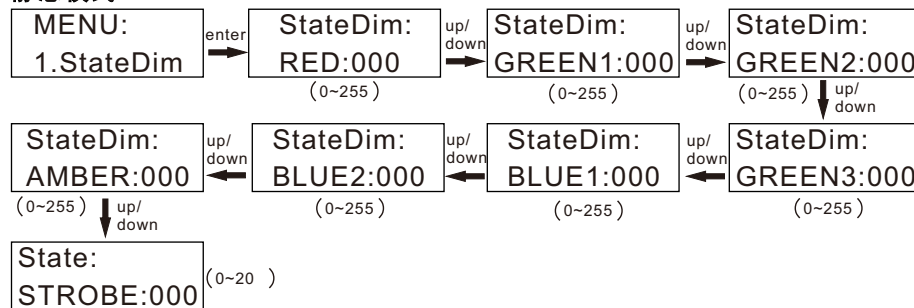 MENU:
1.StateDim
enter
StateDim:
RED:000
(0~255)
up/
down
StateDim:
GREEN1:000
(0~255)
up/
down
StateDim:
GREEN2:000
(0~255)
up/
down
StateDim:
GREEN3:000
(0~255)
up/
down
StateDim:
BLUE1:000
(0~255)
up/
down
StateDim:
BLUE2:000
(0~255)
up/
down
StateDim:
AMBER:000
(0~255)
up/
down
State:
STROBE:000
(0~20 )